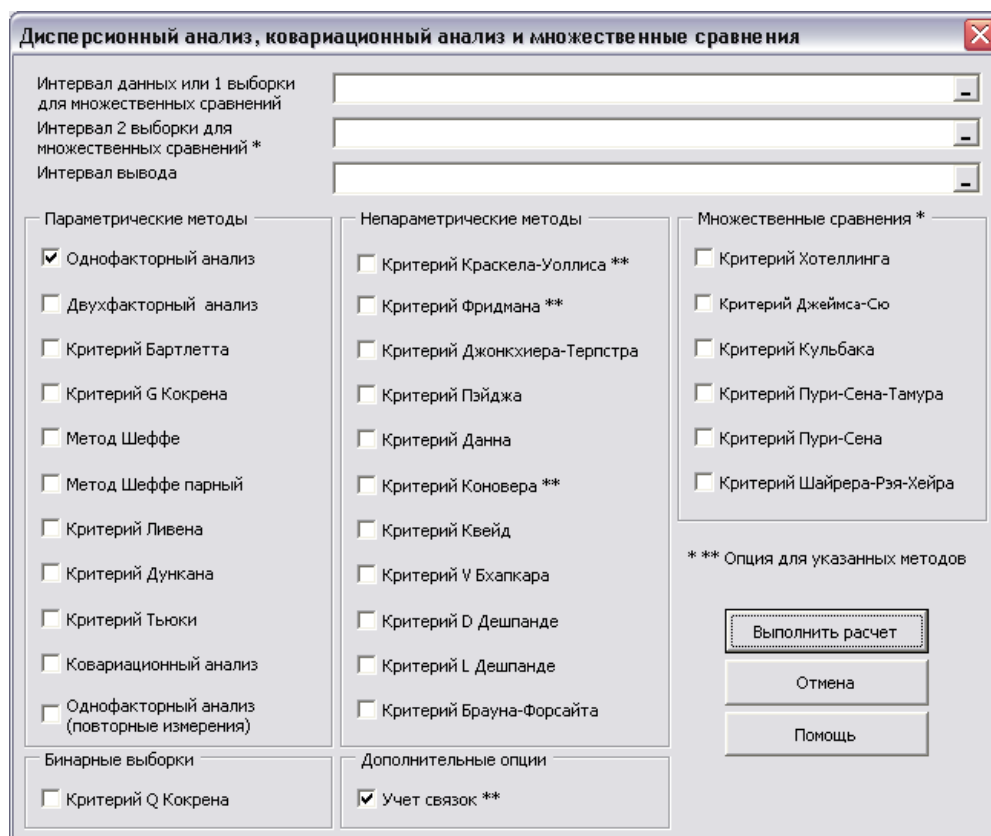 Дисперсионный анализ, ковариационный анализ и множественные сравнения
Интервал данных или 1 выборки
для множественных сравнений
Интервал 2 выборки для
множественных сравнений *
Интервал вывода
Параметрические методы
Однофакторный анализ
Двухфакторный анализ
Критерий Бартлетта
Критерий G Кокрена
Метод Шеффе
Метод Шеффе парный
Критерий Ливена
Критерий Дункана
Критерий Тьюки
Ковариационный анализ
Однофакторный анализ
(повторные измерения)
Бинарные выборки
Критерий Q Кокрена
Непараметрические методы
Критерий Краскела-Уоллиса **
Критерий Фридмана **
Критерий Джонкхиера-Терпстра
Критерий Пэйджа
Критерий Данна
Критерий Коновера **
Критерий Квейд
Критерий V Бхапкара
Критерий D Дешпанде
Критерий L Дешпанде
Критерий Брауна-Форсайта
Дополнительные опции
Учет связок **
Множественные сравнения *
Критерий Хотеллинга
Критерий Джеймса-Сю
Критерий Кульбака
Критерий Пури-Сена-Тамура
Критерий Пури-Сена
Критерий Шайрера-Рэя-Хейра
* ** Опция для указанных методов
Выполнить расчет
Отмена
Помощь